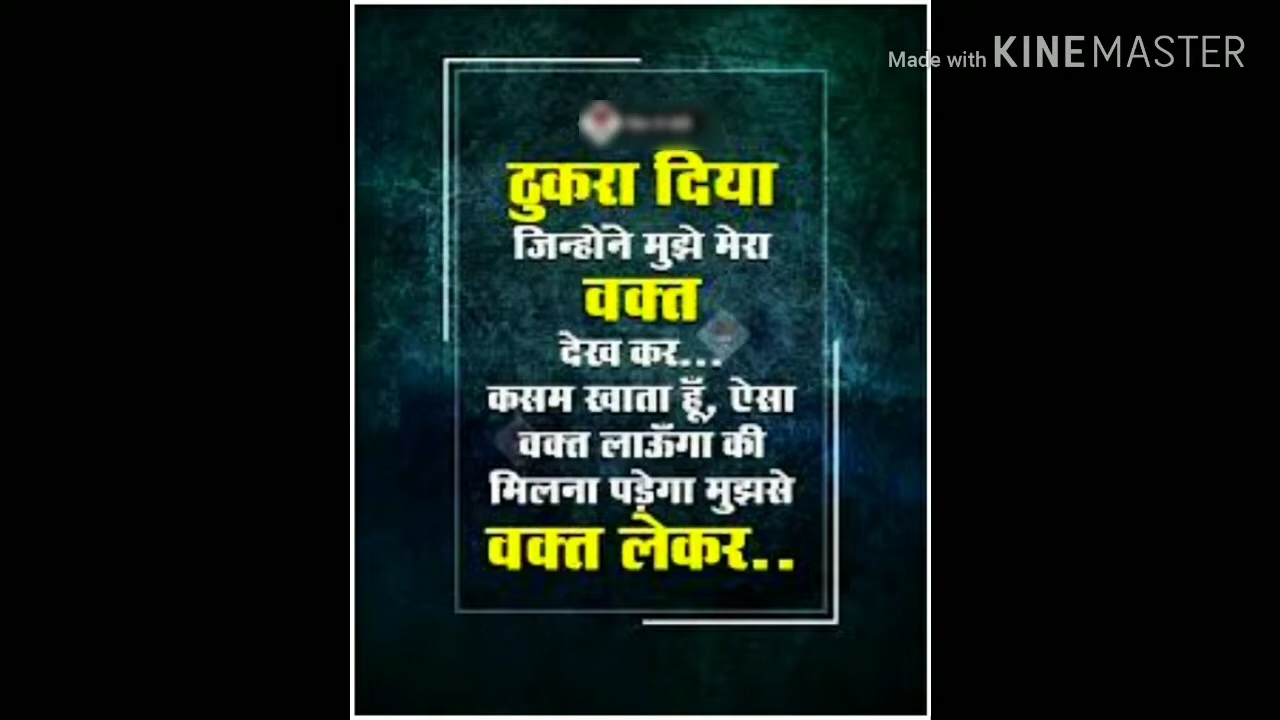 Made with KINEMASTER
ठुकरा दिया
जिन्होंने मुझे मेरा
वक्त
देख कर...
कसम खाता हूँ, ऐसा
वक्त लाऊँगा की
मिलना पड़ेगा मुझसे
वक्त लेकर..